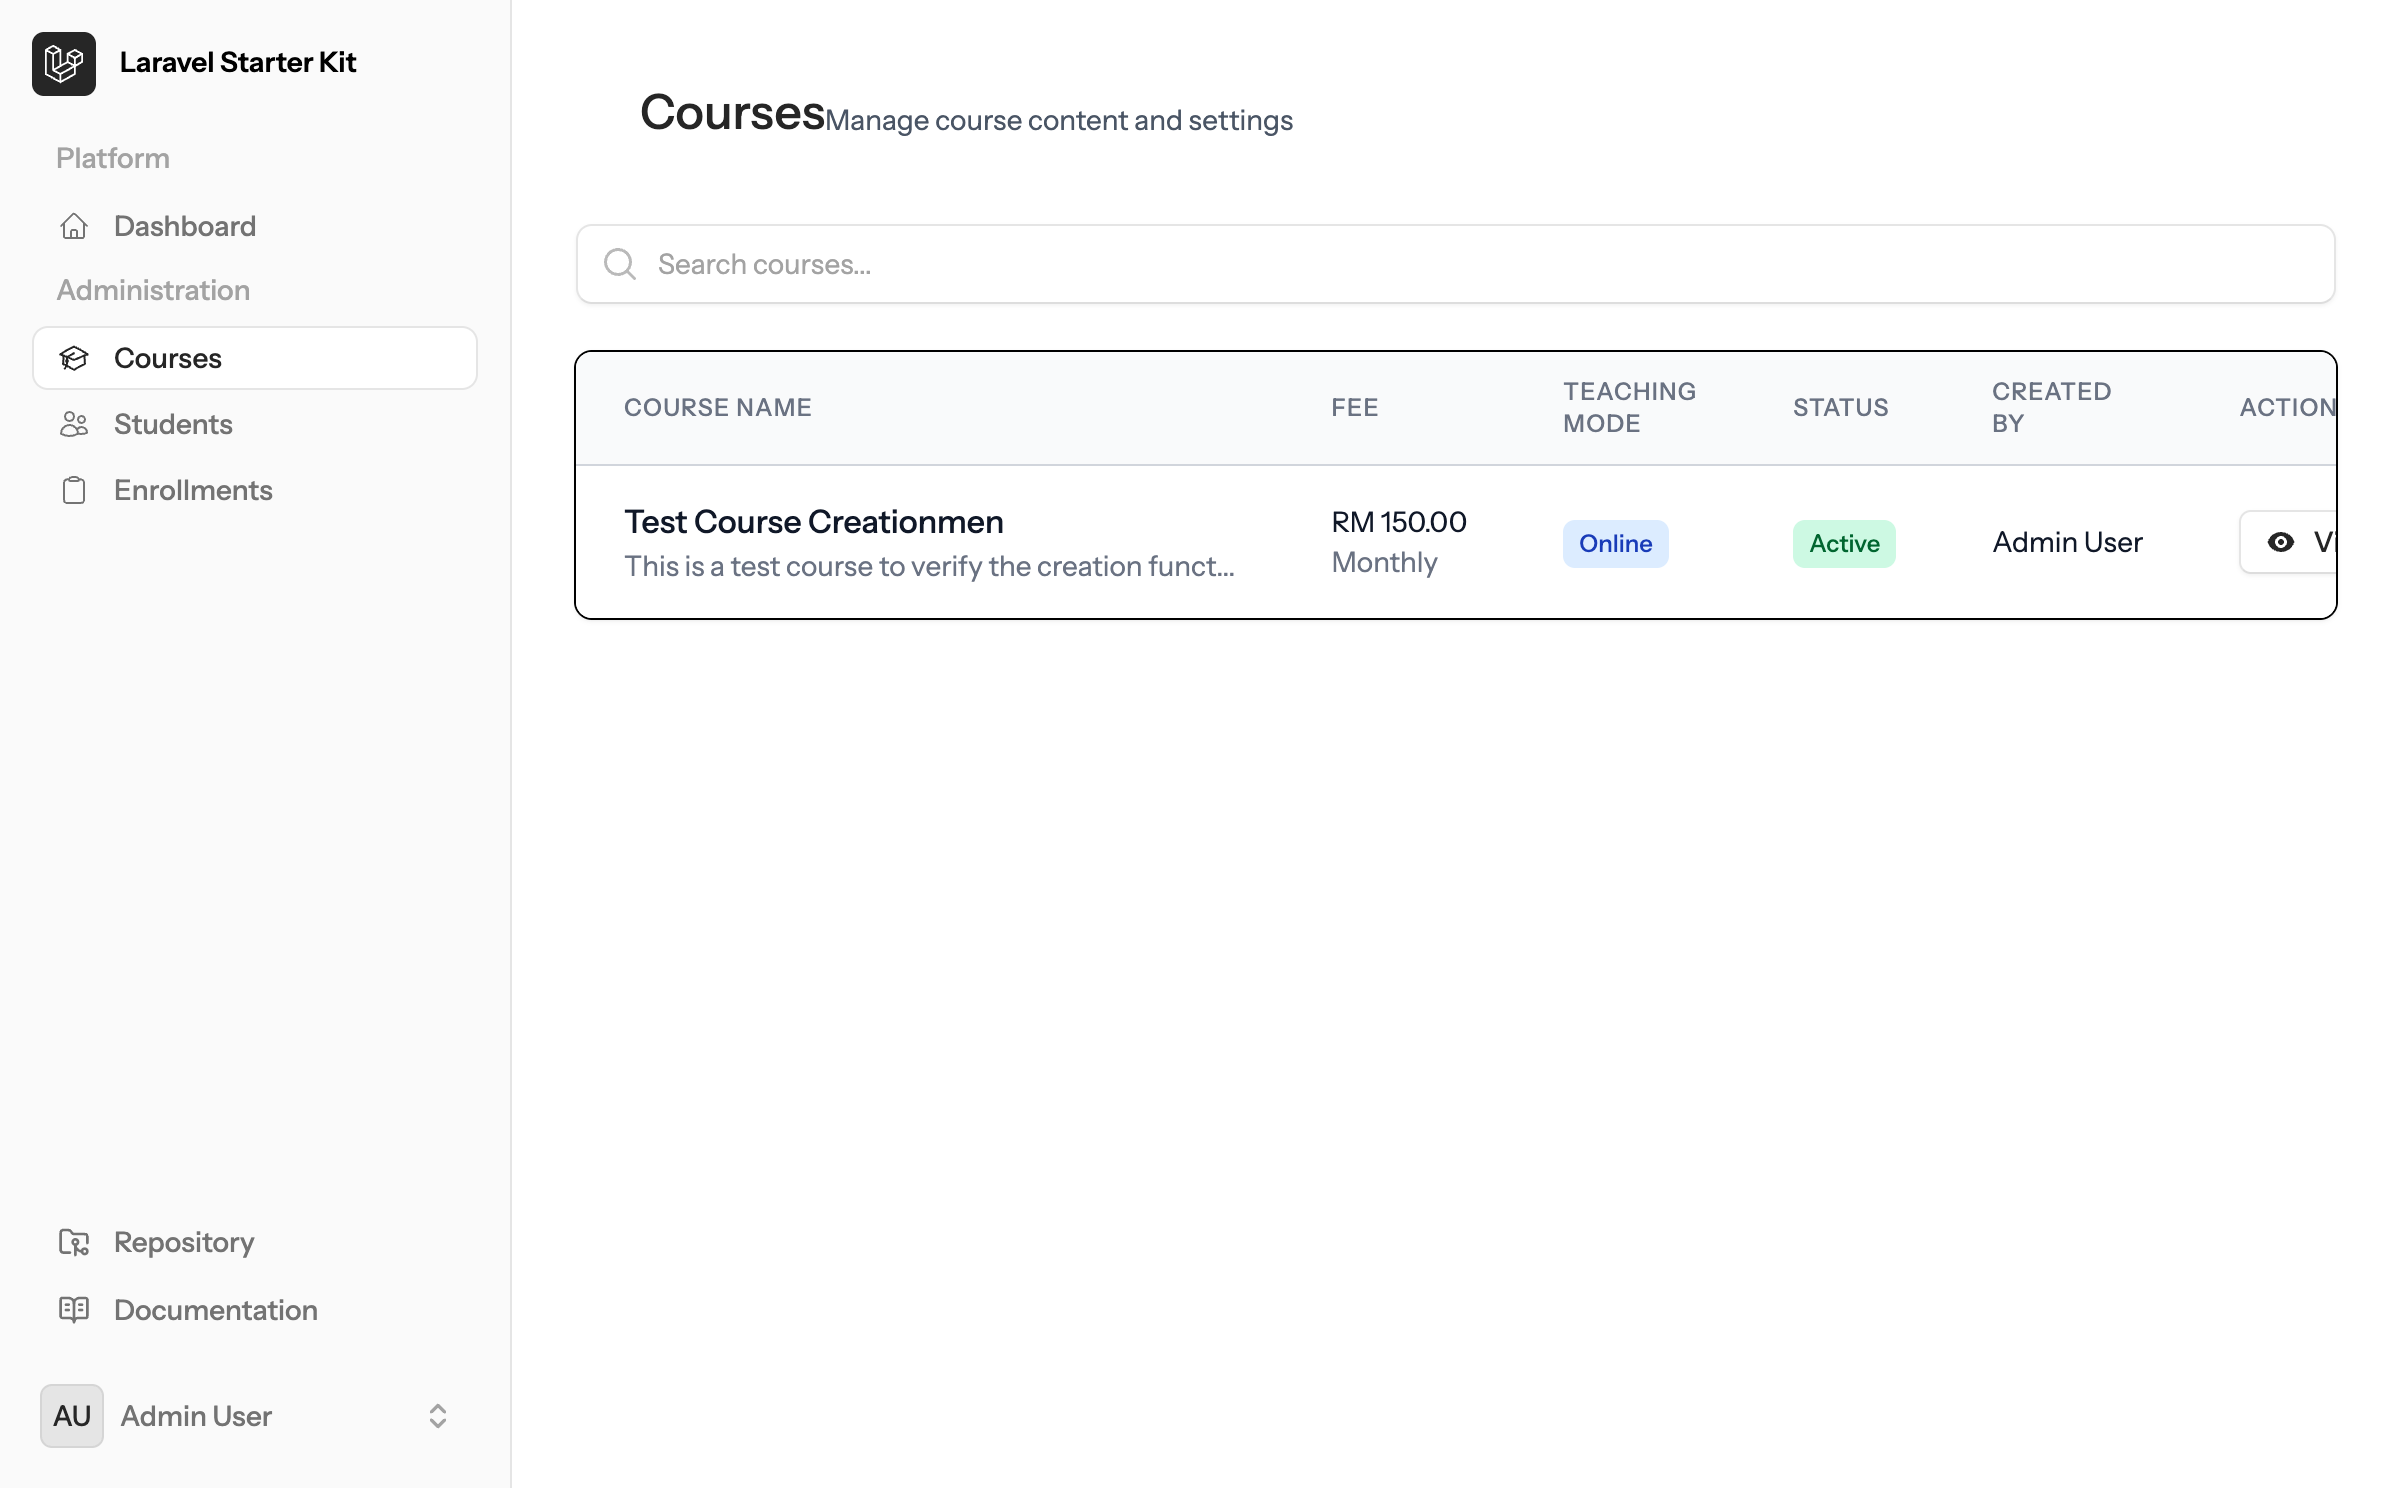 Laravel Starter Kit
Platform
Dashboard
Administration
Courses
Students
Enrollments
Repository
Documentation
AU Admin User
Courses Manage course content and settings
Search courses...
COURSE NAME FEE TEACHING MODE STATUS CREATED BY ACTION
Test Course Creationmen RM 150.00 Online Active Admin User
This is a test course to verify the creation funct... Monthly